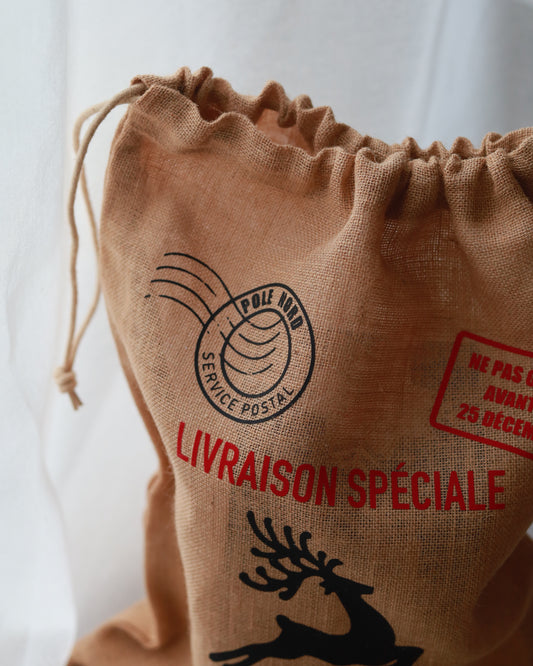 POLE NORD
SERVICE POSTAL
NE PAS
AVANT
25
LIVRAISON SPÉCIALE